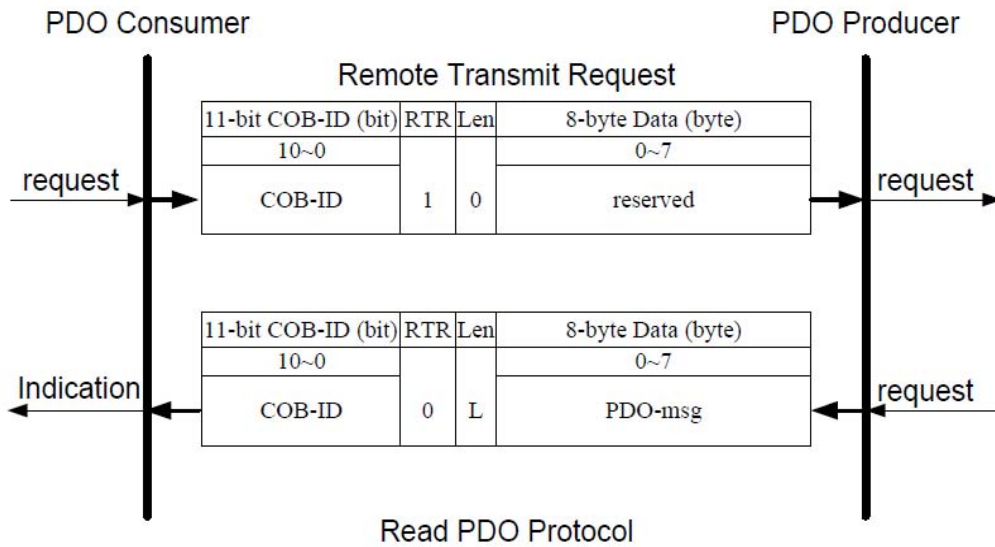 PDO Consumer
PDO Producer
Remote Transmit Request
11-bit COB-ID (bit) RTR Len 8-byte Data (byte)
10~0 0~7
request COB-ID 1 0 reserved request
11-bit COB-ID (bit) RTR Len 8-byte Data (byte)
10~0 0~7
Indication COB-ID 0 L PDO-msg request
Read PDO Protocol